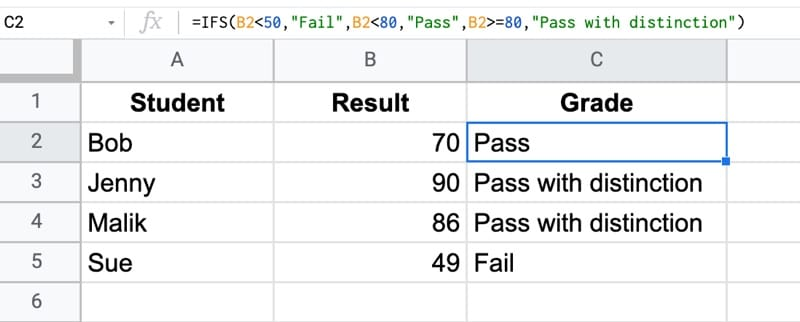 C2 fx =IFS(B2<50,"Fail",B2<80,"Pass",B2>=80,"Pass with distinction")
A B C
1 Student Result Grade
2 Bob 70 Pass
3 Jenny 90 Pass with distinction
4 Malik 86 Pass with distinction
5 Sue 49 Fail
6